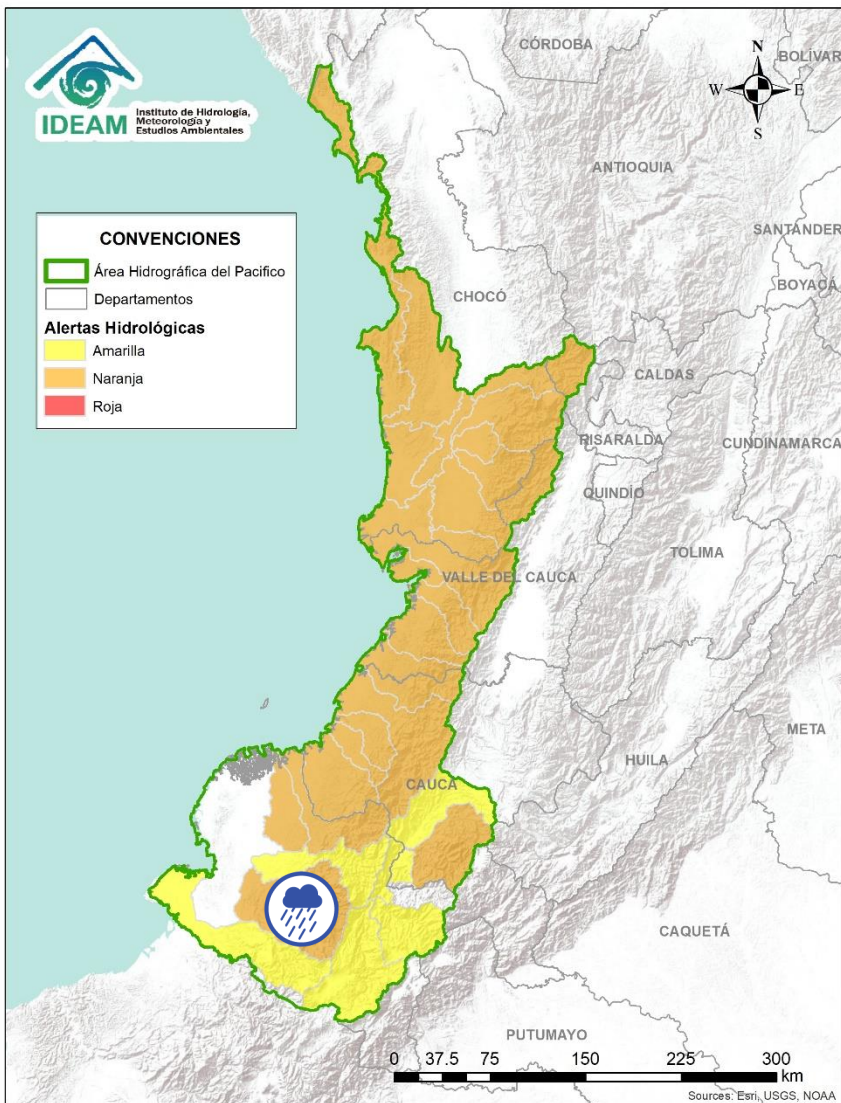 IDEAM
Instituto de Hidrología,
Meteorología y
Estudios Ambientales
CÓRDOBA
BOLÍVAR
N
W
E
S
ANTIOQUIA
SANTANDER
BOYACÁ
CHOCÓ
CONVENCIONES
Área Hidrográfica del Pacifico
Departamentos
Alertas Hidrológicas
Amarilla
Naranja
Roja
CALDAS
RISARALDA
CUNDINAMARCA
QUINDÍO
TOLIMA
VALLE DEL CAUCA
META
HUILA
CAUCA
CAQUETÁ
PUTUMAYO
0 37.5 75 150 225 300
km
Sources: Esri, USGS, NOAA